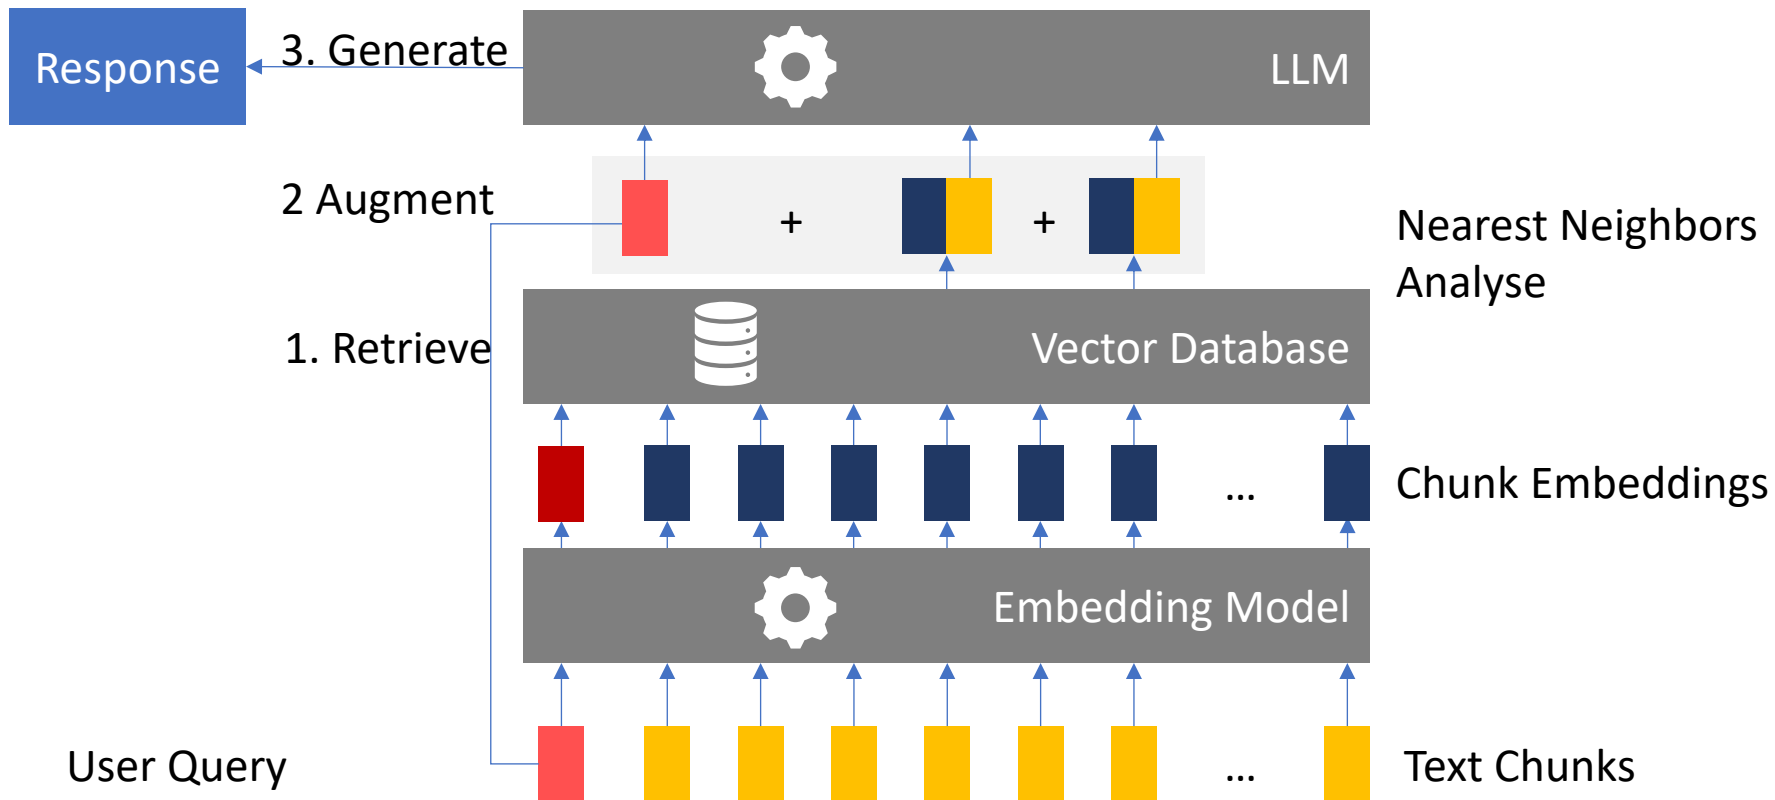 Response
3. Generate
LLM
2 Augment
+
+
Nearest Neighbors
Analyse
1. Retrieve
Vector Database
...
Chunk Embeddings
Embedding Model
User Query
...
Text Chunks